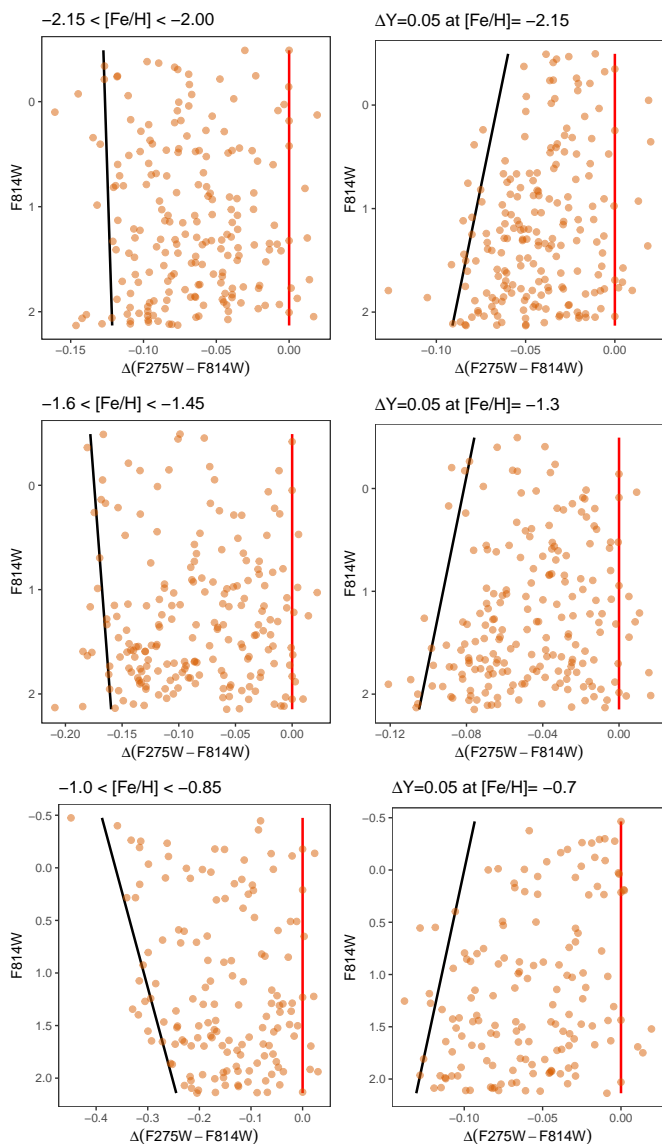 −2.15 < [Fe/H] < −2.00
ΔY=0.05 at [Fe/H]= −2.15
F814W
0
1
2
−0.15
−0.10
−0.05
0.00
Δ(F275W−F814W)
F814W
0
1
2
−0.10
−0.05
0.00
Δ(F275W−F814W)
−1.6 < [Fe/H] < −1.45
ΔY=0.05 at [Fe/H]= −1.3
F814W
0
1
2
−0.20
−0.15
−0.10
−0.05
0.00
Δ(F275W−F814W)
F814W
0
1
2
−0.12
−0.08
−0.04
0.00
Δ(F275W−F814W)
−1.0 < [Fe/H] < −0.85
ΔY=0.05 at [Fe/H]= −0.7
F814W
−0.5
0.0
0.5
1.0
1.5
2.0
−0.4
−0.3
−0.2
−0.1
0.0
Δ(F275W−F814W)
F814W
−0.5
0.0
0.5
1.0
1.5
2.0
−0.10
−0.05
0.00
Δ(F275W−F814W)